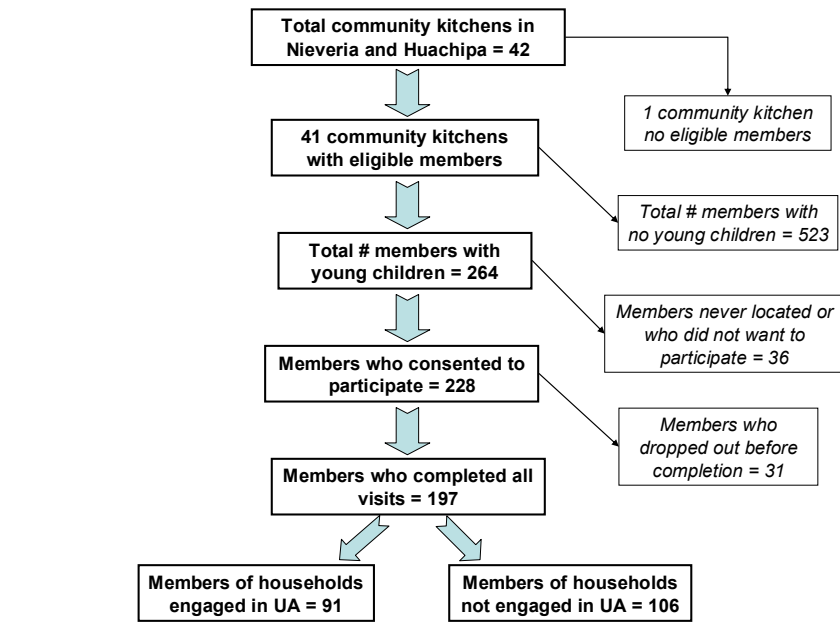 Total community kitchens in
Nieveria and Huachipa = 42
1 community kitchen
no eligible members
41 community kitchens
with eligible members
Total # members with
no young children = 523
Total # members with
young children = 264
Members never located or
who did not want to
participate = 36
Members who consented to
participate = 228
Members who
dropped out before
completion = 31
Members who completed all
visits = 197
Members of households
engaged in UA = 91
Members of households
not engaged in UA = 106